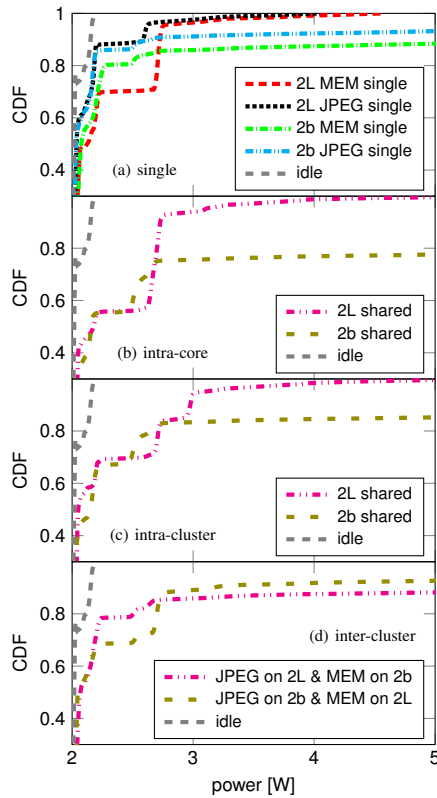 1
0.8
0.6
0.4
CDF
2L MEM single
2L JPEG single
2b MEM single
2b JPEG single
idle
(a) single
0.8
0.6
0.4
CDF
2L shared
2b shared
idle
(b) intra-core
0.8
0.6
0.4
CDF
2L shared
2b shared
idle
(c) intra-cluster
0.8
0.6
0.4
CDF
(d) inter-cluster
JPEG on 2L & MEM on 2b
JPEG on 2b & MEM on 2L
idle
2 3 4 5
power [W]